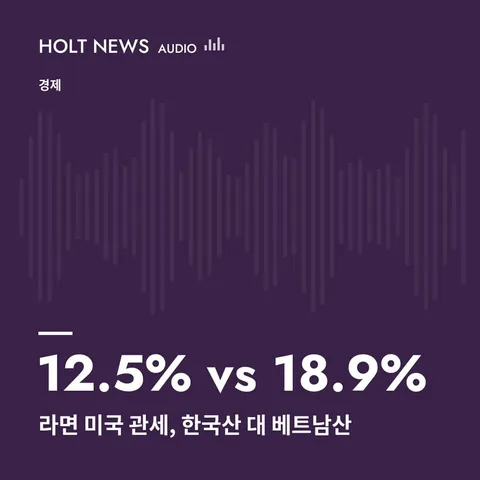 HOLT NEWS AUDIO
경제
12.5% vs 18.9%
라면 미국 관세, 한국산 대 베트남산